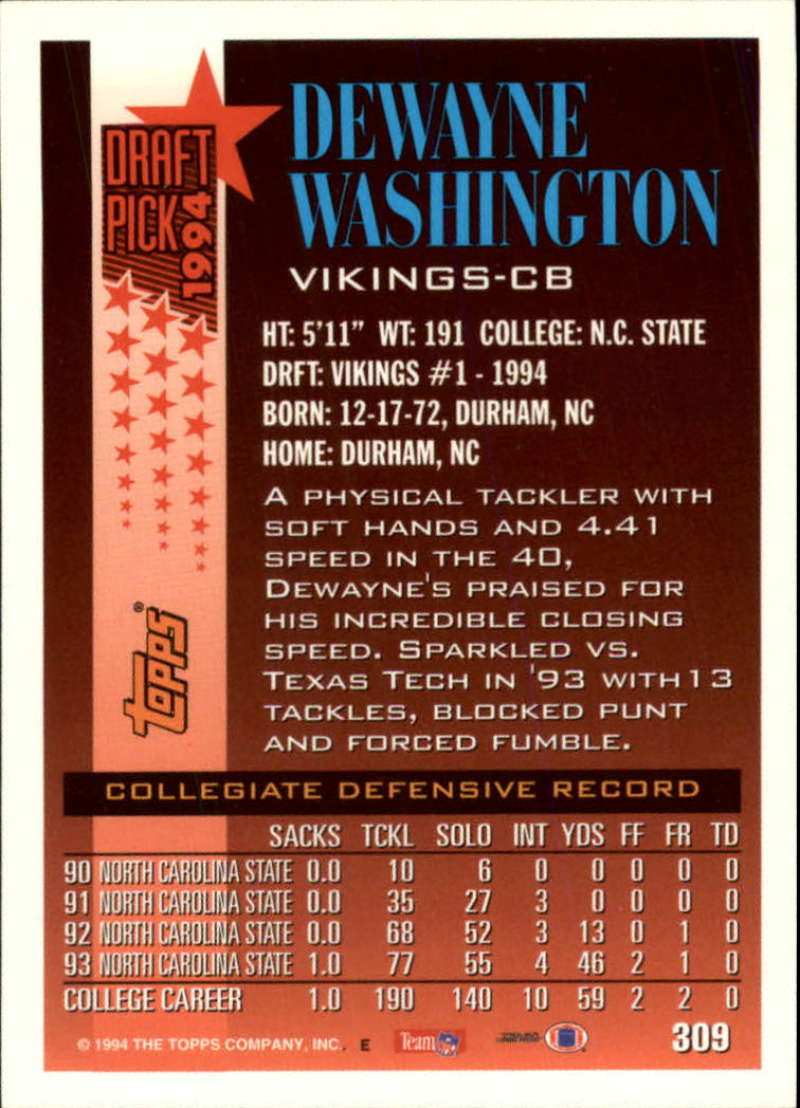 DRAFT
PICK
1994
DEWAYNE
WASHINGTON
VIKINGS-CB
HT: 5'11" WT: 191 COLLEGE: N.C. STATE
DRFT: VIKINGS #1 - 1994
BORN: 12-17-72, DURHAM, NC
HOME: DURHAM, NC
A PHYSICAL TACKLER WITH
SOFT HANDS AND 4.41
SPEED IN THE 40,
DEWAYNE'S PRAISED FOR
HIS INCREDIBLE CLOSING
SPEED. SPARKLED VS.
TEXAS TECH IN '93 WITH 13
TACKLES, BLOCKED PUNT
AND FORCED FUMBLE.
Topps®
COLLEGIATE DEFENSIVE RECORD
SACKS TCKL SOLO INT YDS FF FR TD
90 NORTH CAROLINA STATE 0.0 10 6 0 0 0 0 0
91 NORTH CAROLINA STATE 0.0 35 27 3 0 0 0 0
92 NORTH CAROLINA STATE 0.0 68 52 3 13 0 1 0
93 NORTH CAROLINA STATE 1.0 77 55 4 46 2 1 0
COLLEGE CAREER 1.0 190 140 10 59 2 2 0
© 1994 THE TOPPS COMPANY, INC. E Team NFL 309